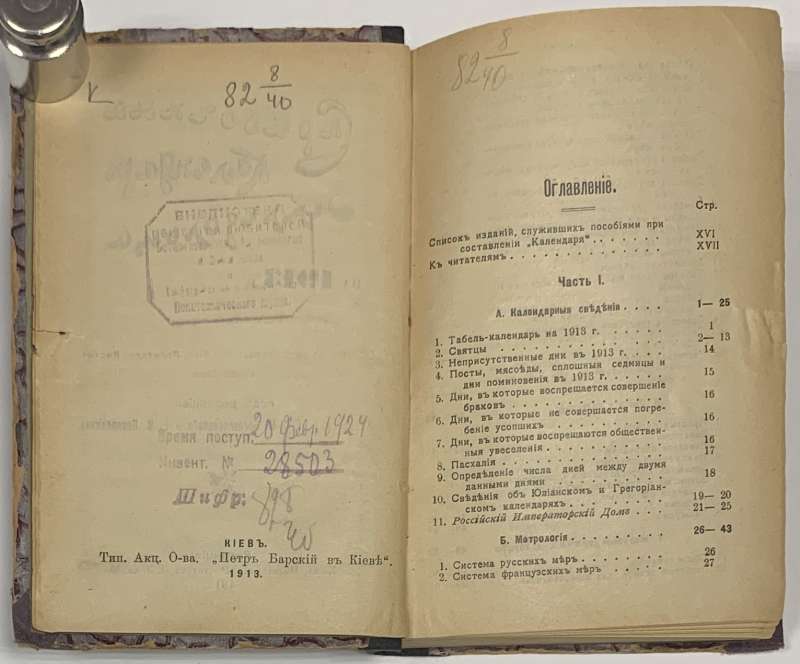 82 8/40
Время поступ. 20 Февр 1924
Инвент. № 28503
Шифр:
КІЕВЪ.
Тип. Акц. О-ва. „Петръ Барскій въ Кіевѣ“.
1913.
82 8/40
Оглавленіе.
Стр.
Списокъ изданій, служившихъ пособіями при
составленіи „Календаря“ . . . . . . . XVI
Къ читателямъ . . . . . . . . . . . . . XVII
Часть I.
А. Календарныя свѣдѣнія . . . . 1— 25
1. Табель-календарь на 1913 г. . . . . . . 1
2. Святцы . . . . . . . . . . . . . 2— 13
3. Неприсутственные дни въ 1913 г. . . . . 14
4. Посты, мясоѣды, сплошныя седмицы и
дни поминовенія въ 1913 г. . . . . . 15
5. Дни, въ которые воспрещается совершеніе
браковъ . . . . . . . . . . . . . 16
6. Дни, въ которые не совершается погре-
беніе усопшихъ . . . . . . . . . . 16
7. Дни, въ которые воспрещаются обществен-
ныя увеселенія . . . . . . . . . . 16
8. Пасхалія . . . . . . . . . . . . . 17
9. Опредѣленіе числа дней между двумя
данными днями . . . . . . . . . . 18
10. Свѣдѣнія объ Юліанскомъ и Грегоріан-
скомъ календаряхъ . . . . . . . . 19— 20
11. Россійскій Императорскій Домъ . . . . 21— 25
Б. Метрологія . . . . . . . . 26— 43
1. Система русскихъ мѣръ . . . . . . . . 26
2. Система французскихъ мѣръ . . . . . . 27